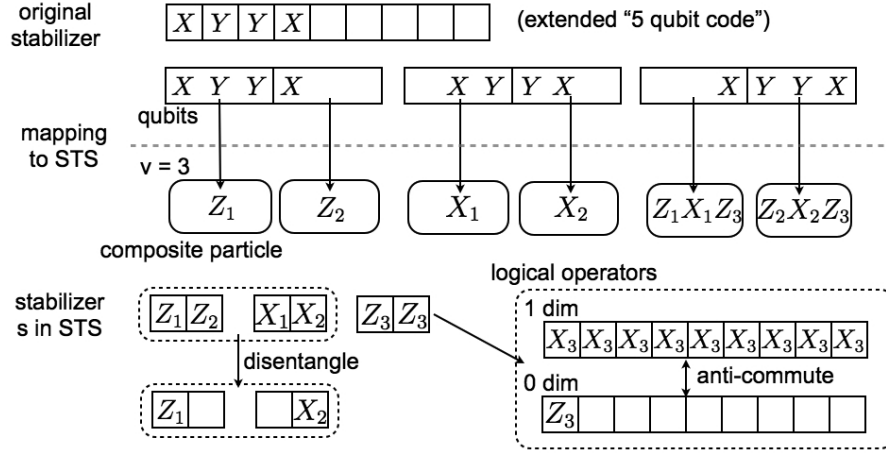 original stabilizer
X Y Y X
(extended “5 qubit code”)
X Y Y X
X Y Y X
X Y Y X
qubits
mapping to STS
v = 3
Z₁
Z₂
X₁
X₂
Z₁X₁Z₃
Z₂X₂Z₃
composite particle
logical operators
stabilizer
s in STS
Z₁ Z₂
X₁ X₂
Z₃ Z₃
1 dim
X₃ X₃ X₃ X₃ X₃ X₃ X₃ X₃ X₃
disentangle
anti-commute
0 dim
Z₁
X₂
Z₃